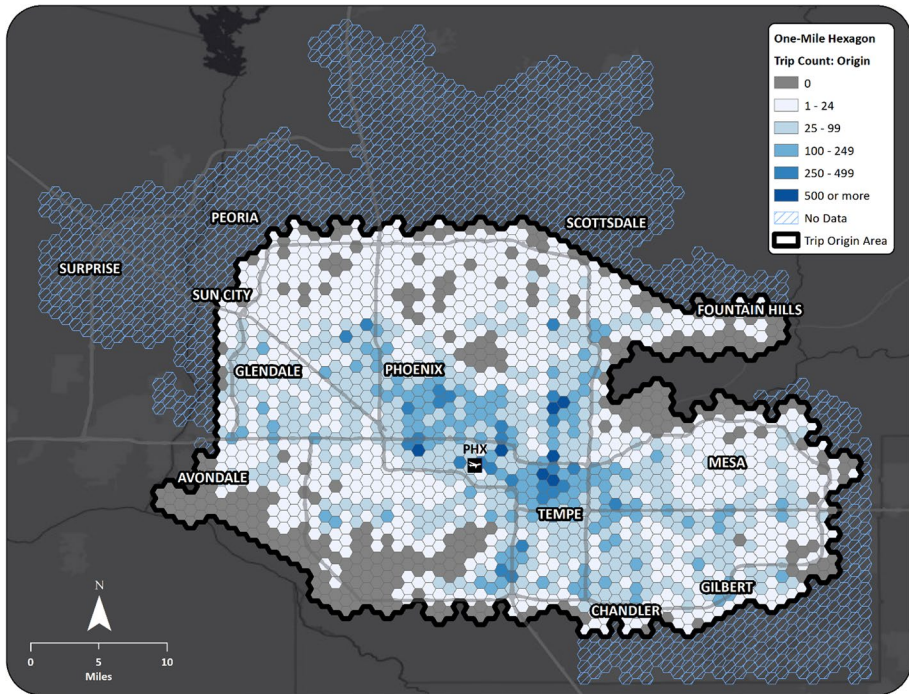 One-Mile Hexagon
Trip Count: Origin
0
1 - 24
25 - 99
100 - 249
250 - 499
500 or more
No Data
Trip Origin Area
PEORIA
SCOTTSDALE
SURPRISE
SUN CITY
FOUNTAIN HILLS
GLENDALE
PHOENIX
PHX
AVONDALE
MESA
TEMPE
GILBERT
CHANDLER
N
0 5 10
Miles